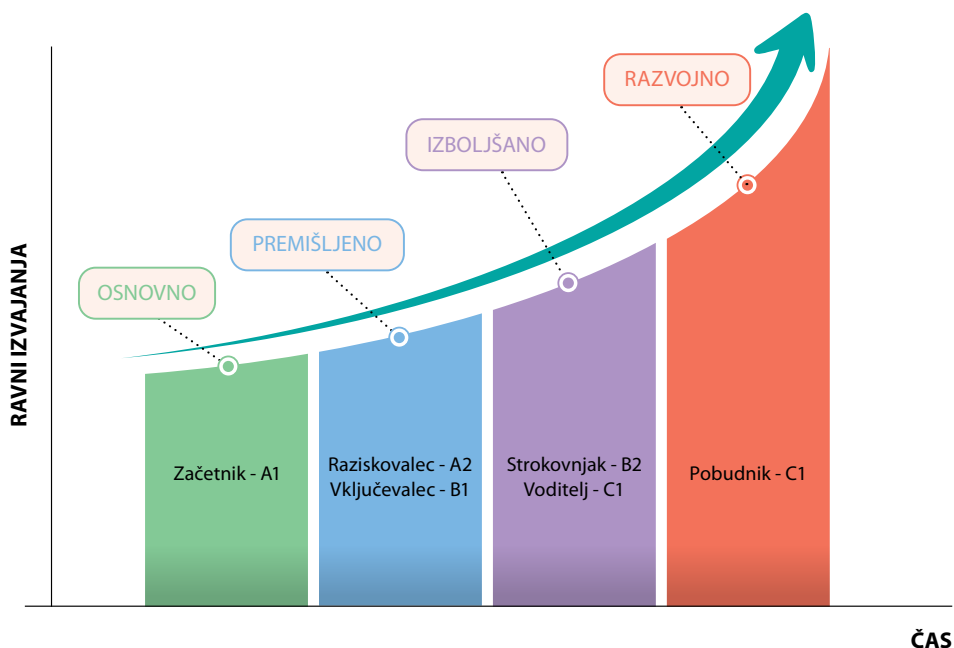 RAZVOJNO
IZBOLJŠANO
PREMIŠLJENO
OSNOVNO
RAVNI IZVAJANJA
Začetnik - A1
Raziskovalec - A2
Vključevalec - B1
Strokovnjak - B2
Voditelj - C1
Pobudnik - C1
ČAS